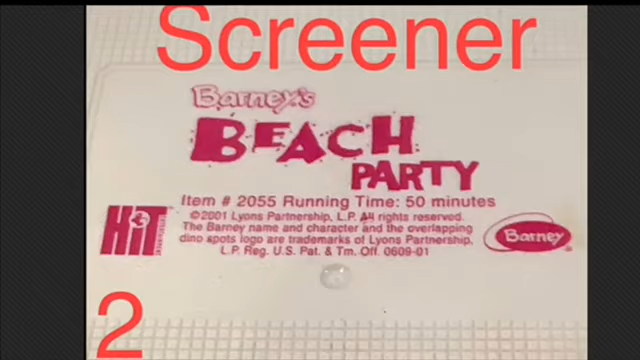 Screener
Barney's
BEACH
PARTY
Item # 2055 Running Time: 50 minutes
©2001 Lyons Partnership, L.P. All rights reserved.
The Barney name and character and the overlapping
dino spots logo are trademarks of Lyons Partnership,
L.P. Reg. U.S. Pat. & Tm. Off. 0609-01
HiT
Barney
2